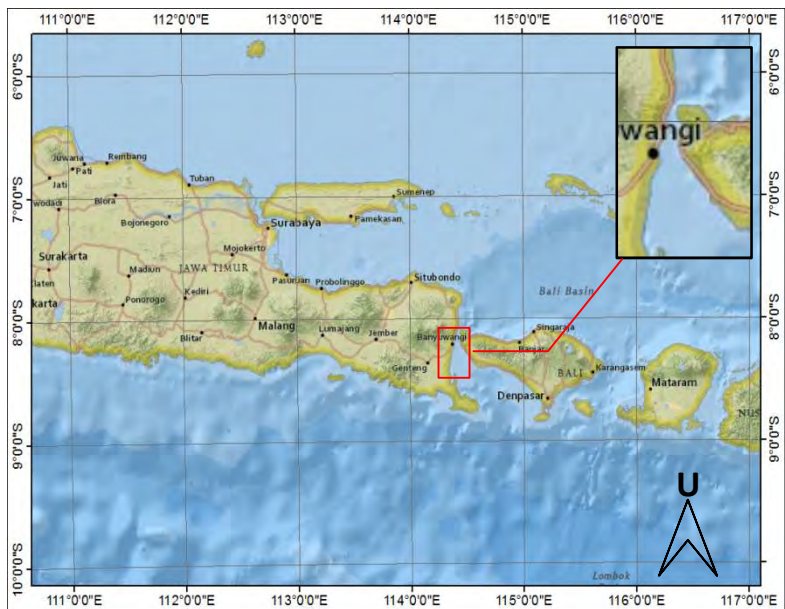 111°0'0"E 112°0'0"E 113°0'0"E 114°0'0"E 115°0'0"E 116°0'0"E 117°0'0"E
6°0'0"S
6°0'0"S
wangi
Juwana
Rembang
Pati
Jati
Tuban
Sumenep
7°0'0"S
7°0'0"S
wodadi
Blora
Bojonegoro
Surabaya
Pamekasan
Mojokerto
Surakarta
JAWA TIMUR
Madiun
Pasuruan
Probolinggo
Situbondo
Klaten
Bali Basin
karta
Ponorogo
Kediri
Malang
Lumajang
Jember
Banyuwangi
Singaraja
8°0'0"S
8°0'0"S
Blitar
Banjar
Genteng
BALI
Karangasem
Mataram
Denpasar
NUS
9°0'0"S
9°0'0"S
U
10°0'0"S
10°0'0"S
Lombok
111°0'0"E 112°0'0"E 113°0'0"E 114°0'0"E 115°0'0"E 116°0'0"E 117°0'0"E